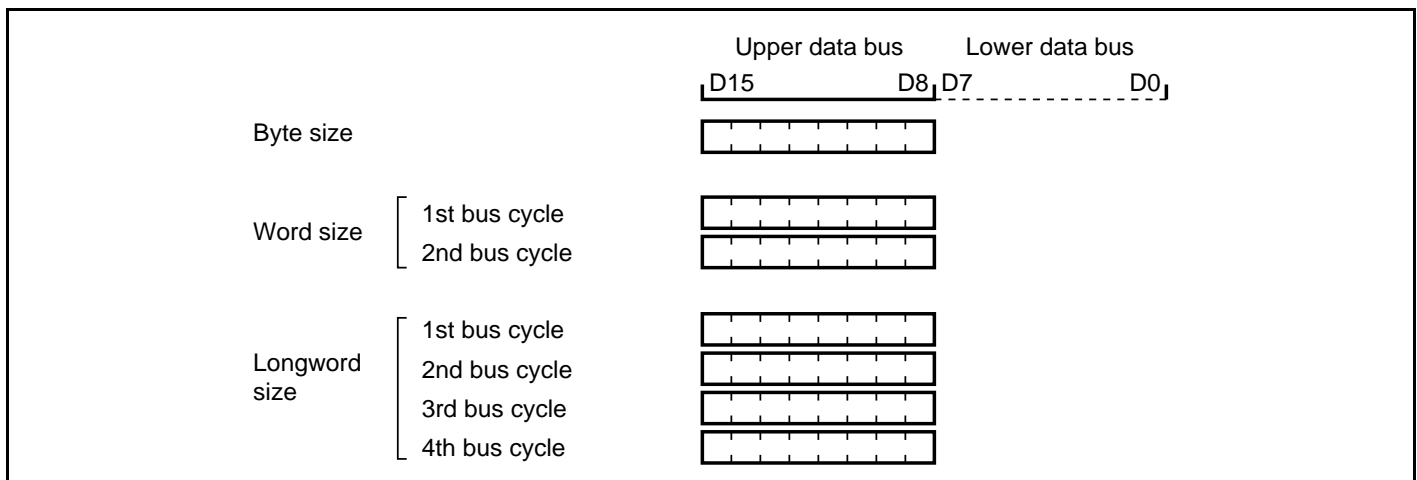 Upper data bus Lower data bus
D15 D8 D7 D0
Byte size
Word size
1st bus cycle
2nd bus cycle
Longword
size
1st bus cycle
2nd bus cycle
3rd bus cycle
4th bus cycle